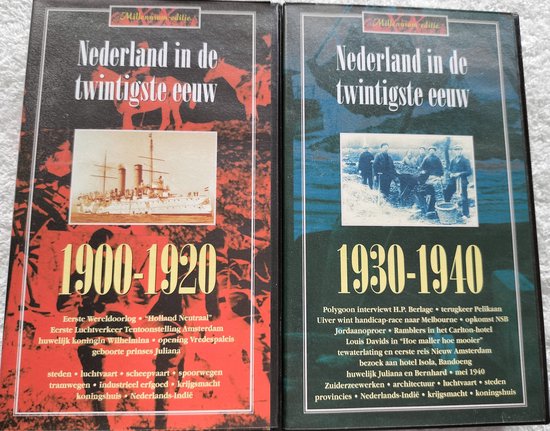 Millennium-editie
Nederland in de
twintigste eeuw
1900-1920
Eerste Wereldoorlog • "Holland Neutraal"
Eerste Luchtverkeer Tentoonstelling Amsterdam
huwelijk koningin Wilhelmina • opening Vredespaleis
geboorte prinses Juliana
steden • luchtvaart • scheepvaart • spoorwegen
tramwegen • industrieel erfgoed • krijgsmacht
koningshuis • Nederlands-Indië
Millennium-editie
Nederland in de
twintigste eeuw
1930-1940
Polygoon interviewt H.P. Berlage • terugkeer Pelikaan
Uiver wint handicap-race naar Melbourne • opkomst NSB
Jordaanoproer • Ramblers in het Carlton-hotel
Louis Davids in "Hoe maller hoe mooier"
tewaterlating en eerste reis Nieuw Amsterdam
bezoek aan hotel Isola, Bandoeng
huwelijk Juliana en Bernhard • mei 1940
Zuiderzeewerken • architectuur • luchtvaart • steden
provincies • Nederlands-Indië • krijgsmacht • koningshuis